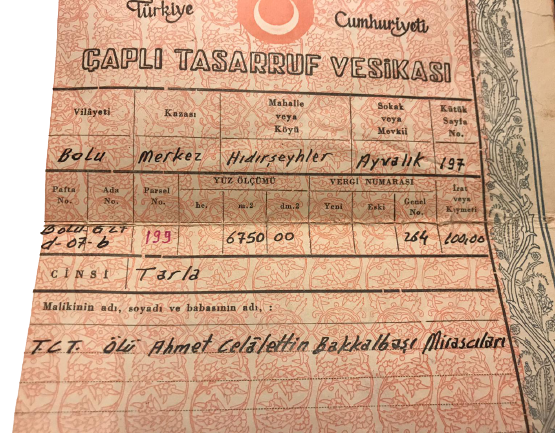 Türkiye Cumhuriyeti
ÇAPLI TASARRUF VESİKASI
Vilâyeti Kazası Mahalle veya Köyü Sokak veya Mevkii Kütük Sayfa No.
Bolu Merkez Hıdırşeyhler Ayvalık 197
Pafta No. Ada No. Parsel No. YÜZ ÖLÇÜMÜ VERGİ NUMARASI İrat veya Kıymeti
he. m.2 dm.2 Yeni Eski Genel No.
Bolu-G 27
d-07-b 199 6750 00 264 100,00
CİNSİ Tarla
Malikinin adı, soyadı ve babasının adı, :
T.C.T. ölü Ahmet Celâlettin Bakkalbaşı Mirasçıları